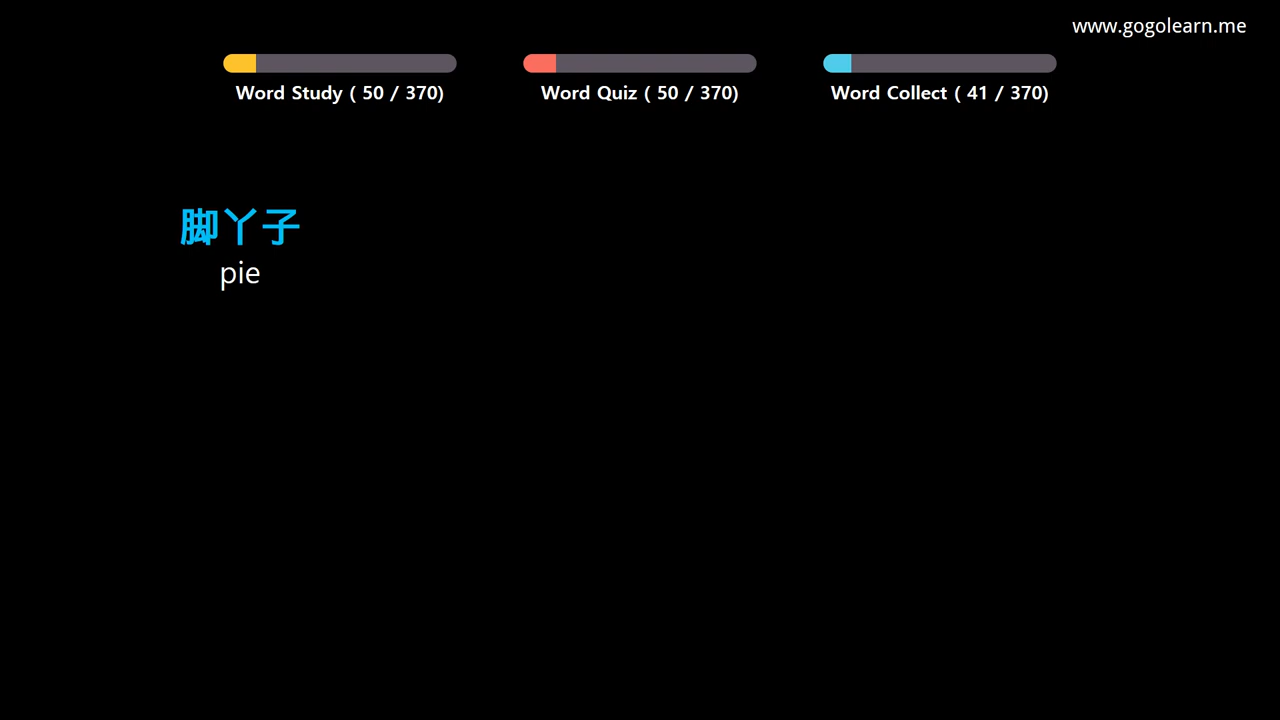 www.gogolearn.me
Word Study ( 50 / 370)
Word Quiz ( 50 / 370)
Word Collect ( 41 / 370)
脚丫子
pie